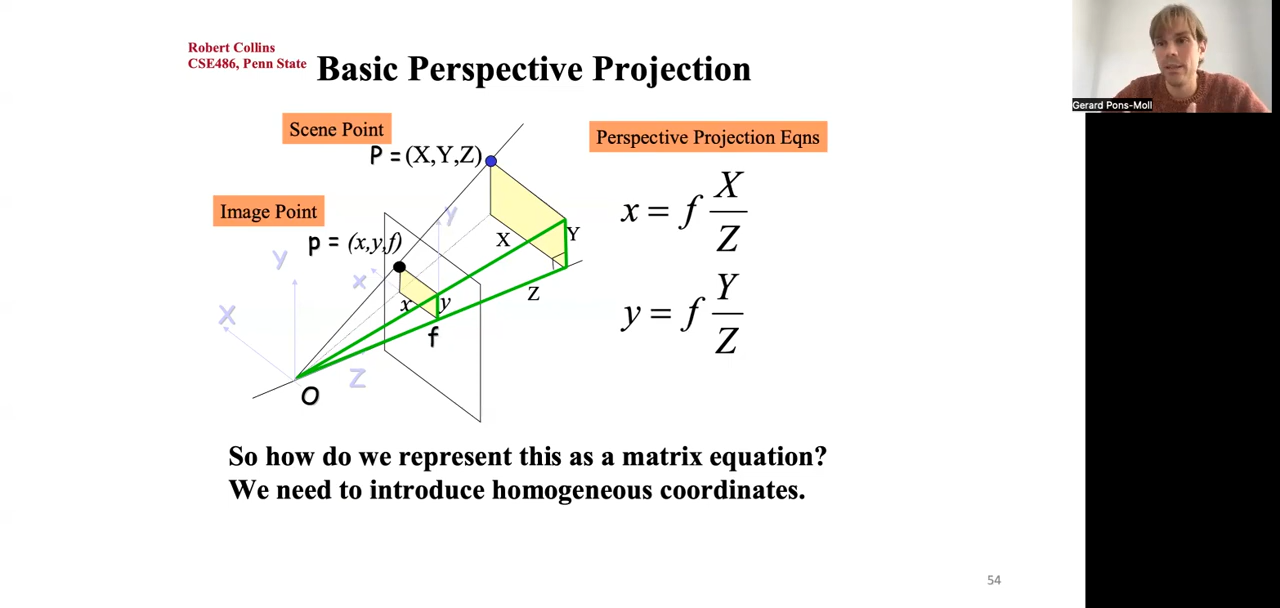 Robert Collins
CSE486, Penn State
Basic Perspective Projection
Gerard Pons-Moll
Scene Point
P = (X,Y,Z)
Perspective Projection Eqns
Image Point
p = (x,y,f)
x = f X/Z
y = f Y/Z
X
Y
Z
x
y
f
O
X
Y
Z
x
y
So how do we represent this as a matrix equation?
We need to introduce homogeneous coordinates.
54